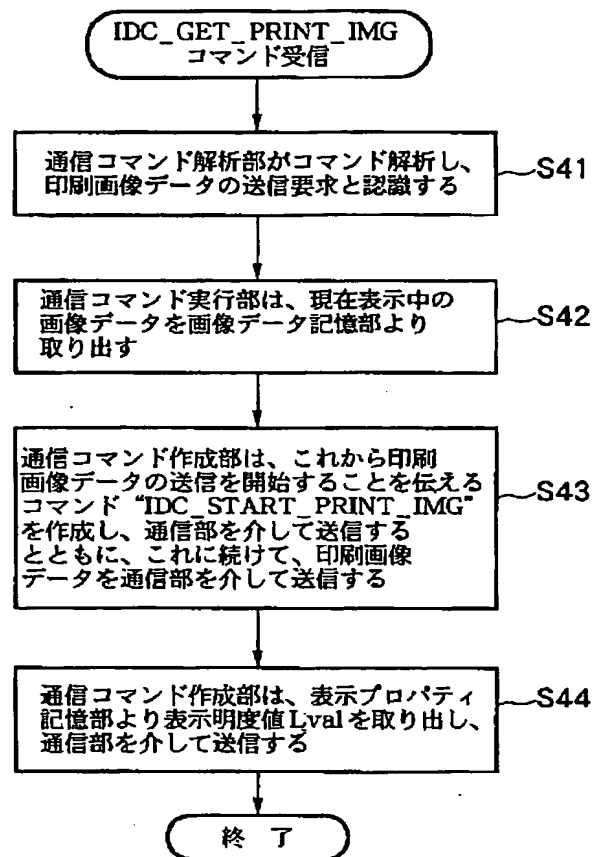 IDC_GET_PRINT_IMG
コマンド受信
通信コマンド解析部がコマンド解析し、
印刷画像データの送信要求と認識する
S41
通信コマンド実行部は、現在表示中の
画像データを画像データ記憶部より
取り出す
S42
通信コマンド作成部は、これから印刷
画像データの送信を開始することを伝える
コマンド“IDC_START_PRINT_IMG”
を作成し、通信部を介して送信する
とともに、これに続けて、印刷画像
データを通信部を介して送信する
S43
通信コマンド作成部は、表示プロパティ
記憶部より表示明度値Lvalを取り出し、
通信部を介して送信する
S44
終 了